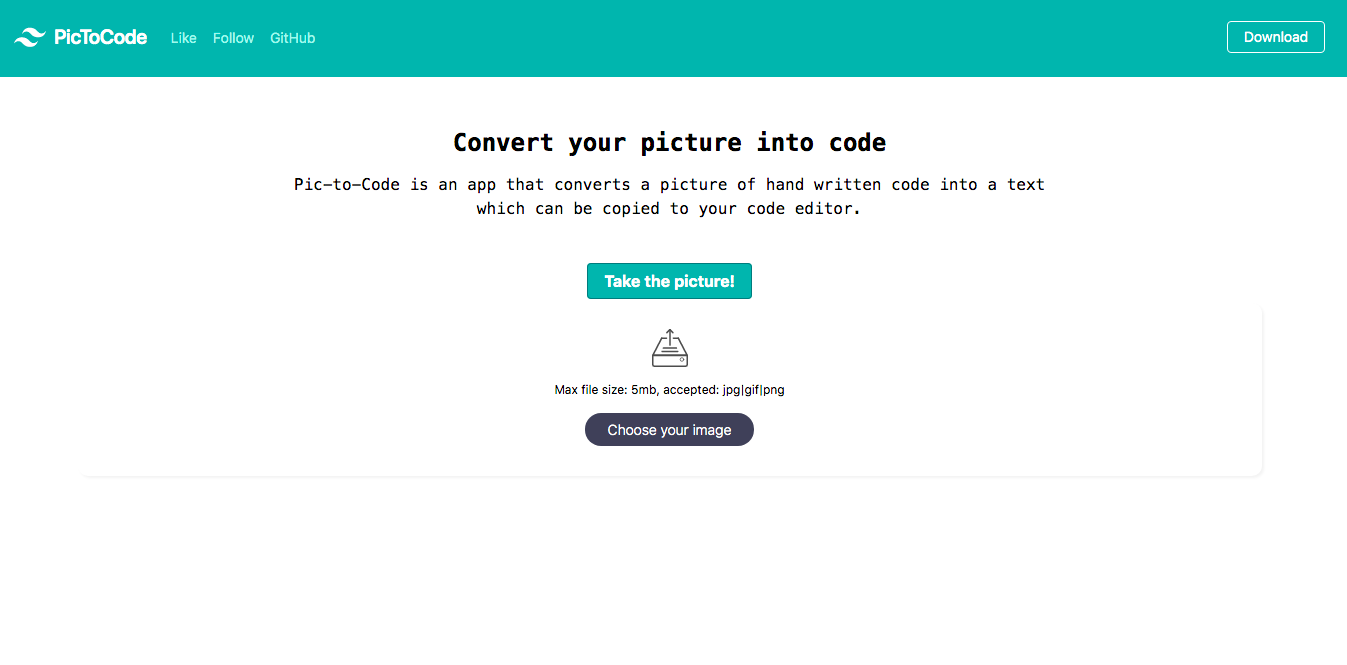 PicToCode Like Follow GitHub Download
Convert your picture into code
Pic-to-Code is an app that converts a picture of hand written code into a text
which can be copied to your code editor.
Take the picture!
Max file size: 5mb, accepted: jpg|gif|png
Choose your image